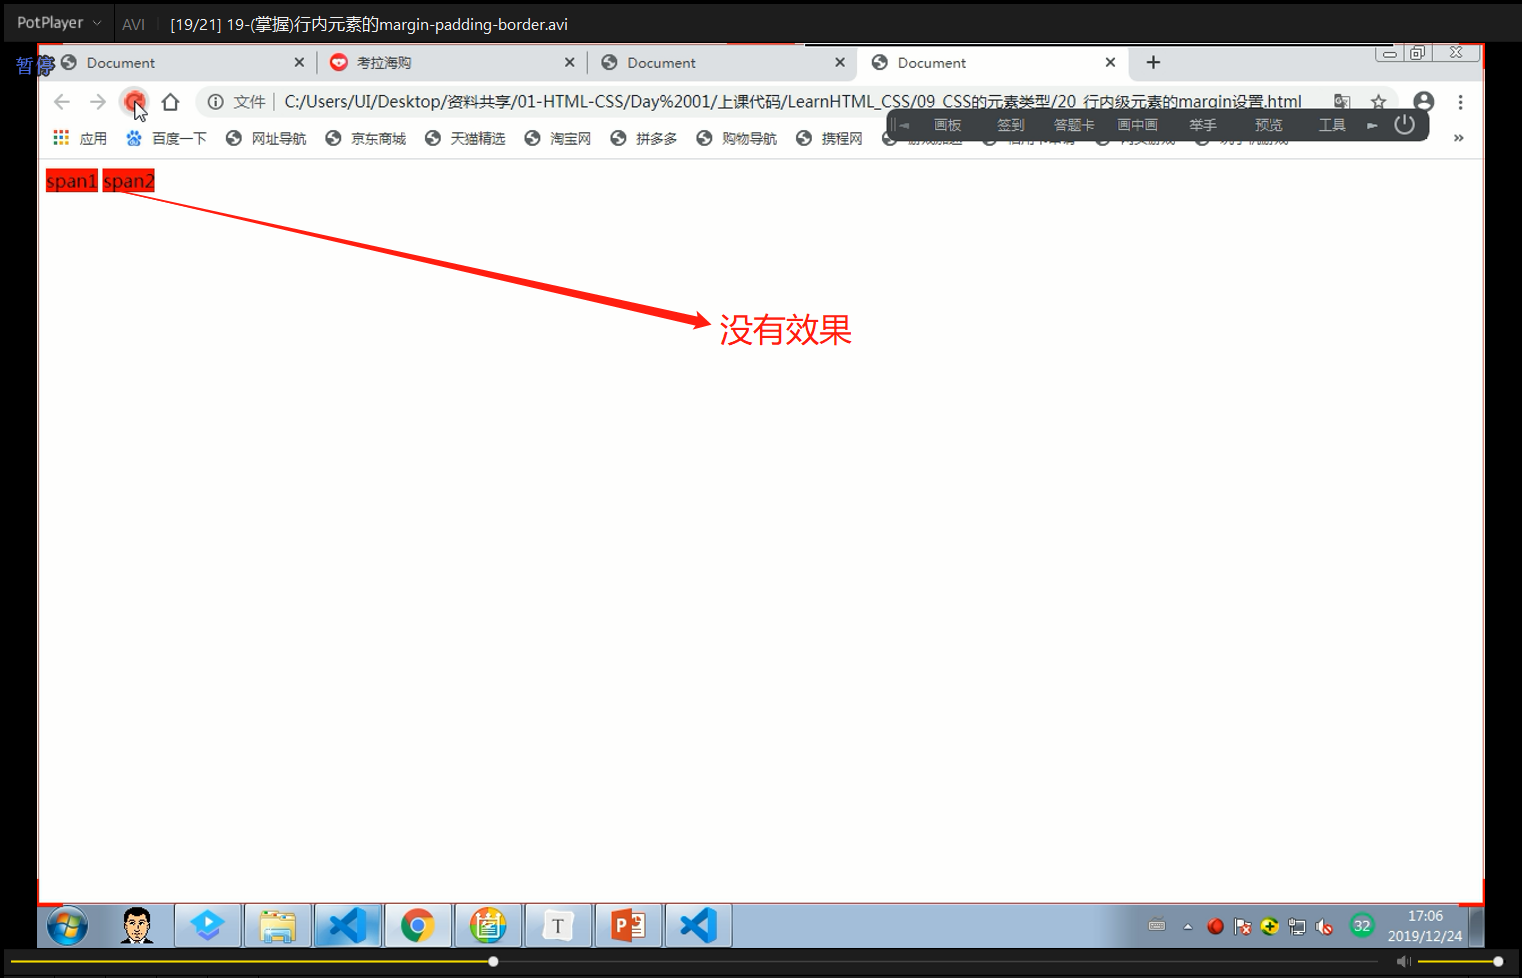 PotPlayer AVI [19/21] 19-(掌握)行内元素的margin-padding-border.avi
暂停
Document 考拉海购 Document Document
文件 C:/Users/UI/Desktop/资料共享/01-HTML-CSS/Day%2001/上课代码/LearnHTML_CSS/09_CSS的元素类型/20_行内级元素的margin设置.html
画板 签到 答题卡 画中画 举手 预览 工具
应用 百度一下 网址导航 京东商城 天猫精选 淘宝网 拼多多 购物导航 携程网 »
span1 span2
没有效果
32 17:06
2019/12/24